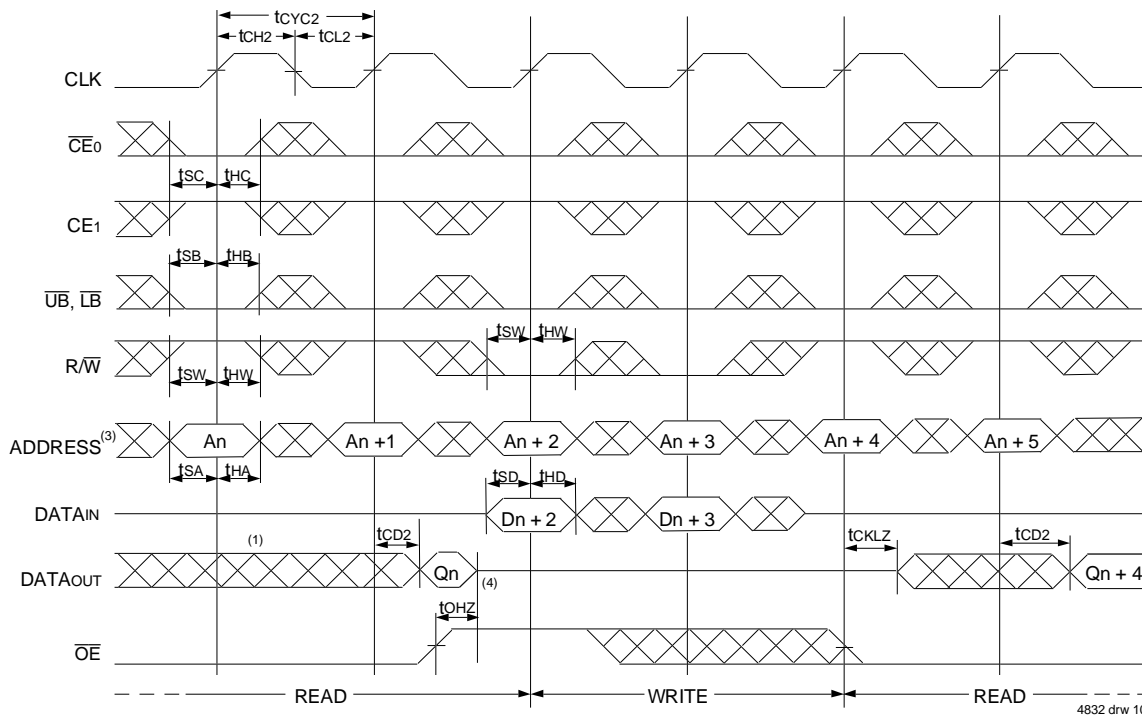 tCYC2
tCH2 tCL2
CLK
CE0
tSC tHC
CE1
tSB tHB
UB, LB
tSW tHW
R/W
tSW tHW
ADDRESS(3) An An +1 An + 2 An + 3 An + 4 An + 5
tSA tHA tSD tHD
DATAIN Dn + 2 Dn + 3
(1) tCD2 tCKLZ tCD2
DATAOUT Qn (4) Qn + 4
tOHZ
OE
READ WRITE READ
4832 drw 10